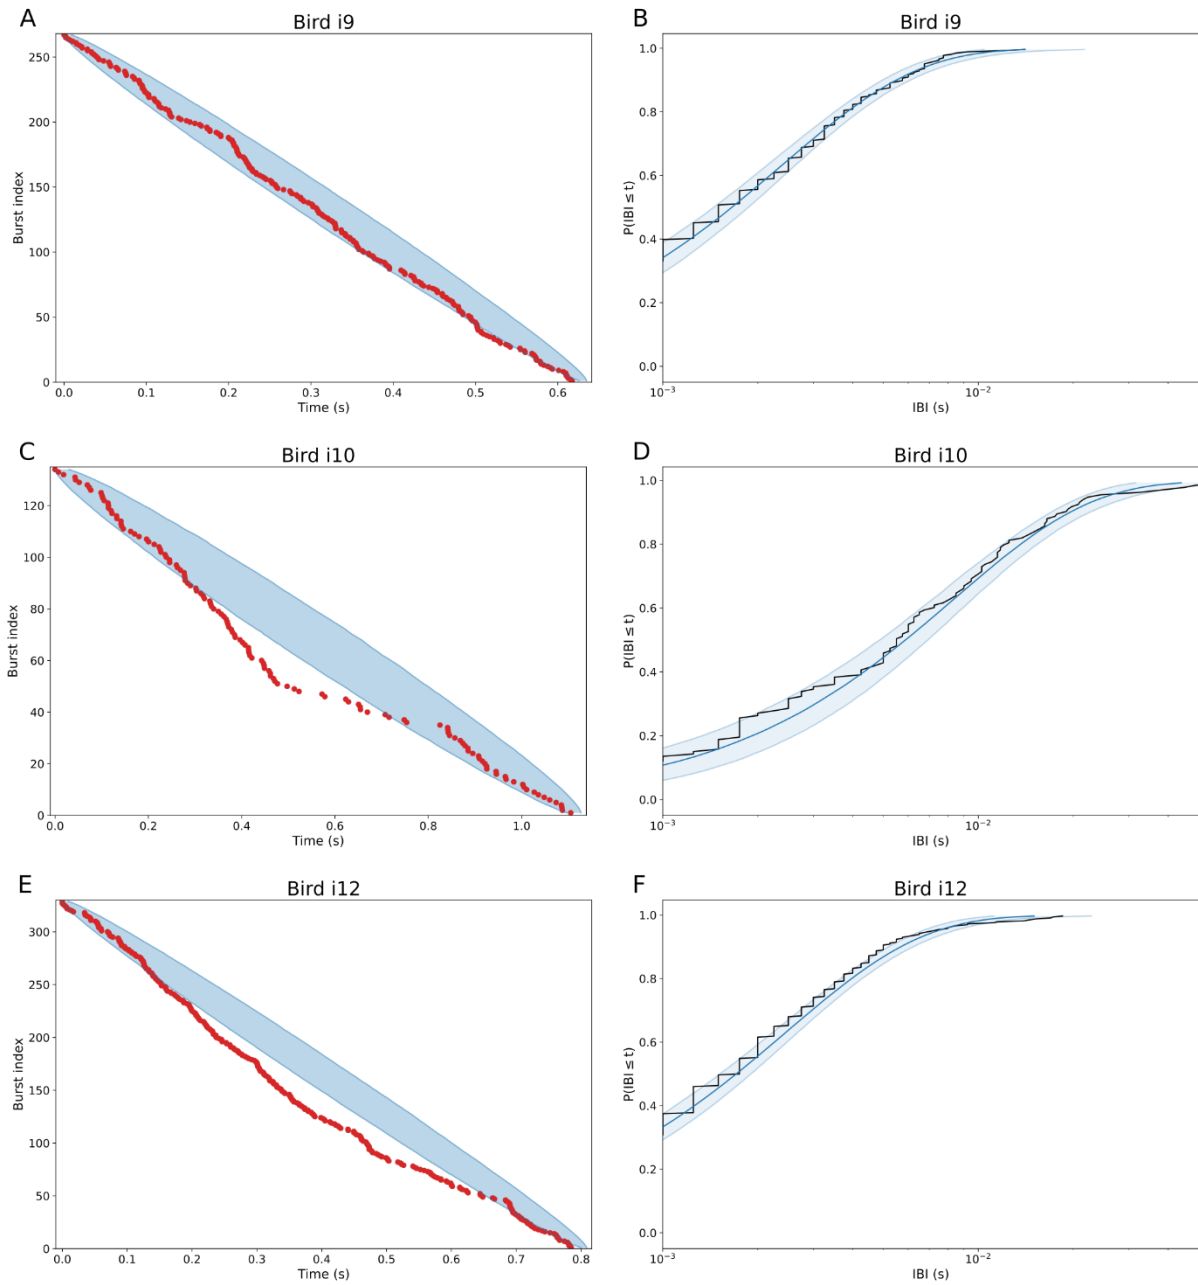 A
Bird i9
250
200
150
100
50
0
Burst index
0.0 0.1 0.2 0.3 0.4 0.5 0.6
Time (s)
B
Bird i9
1.0
0.8
0.6
0.4
0.2
0.0
P(IBI ≤ t)
10⁻³ 10⁻²
IBI (s)
C
Bird i10
120
100
80
60
40
20
0
Burst index
0.0 0.2 0.4 0.6 0.8 1.0
Time (s)
D
Bird i10
1.0
0.8
0.6
0.4
0.2
0.0
P(IBI ≤ t)
10⁻³ 10⁻²
IBI (s)
E
Bird i12
300
250
200
150
100
50
0
Burst index
0.0 0.1 0.2 0.3 0.4 0.5 0.6 0.7 0.8
Time (s)
F
Bird i12
1.0
0.8
0.6
0.4
0.2
0.0
P(IBI ≤ t)
10⁻³ 10⁻²
IBI (s)